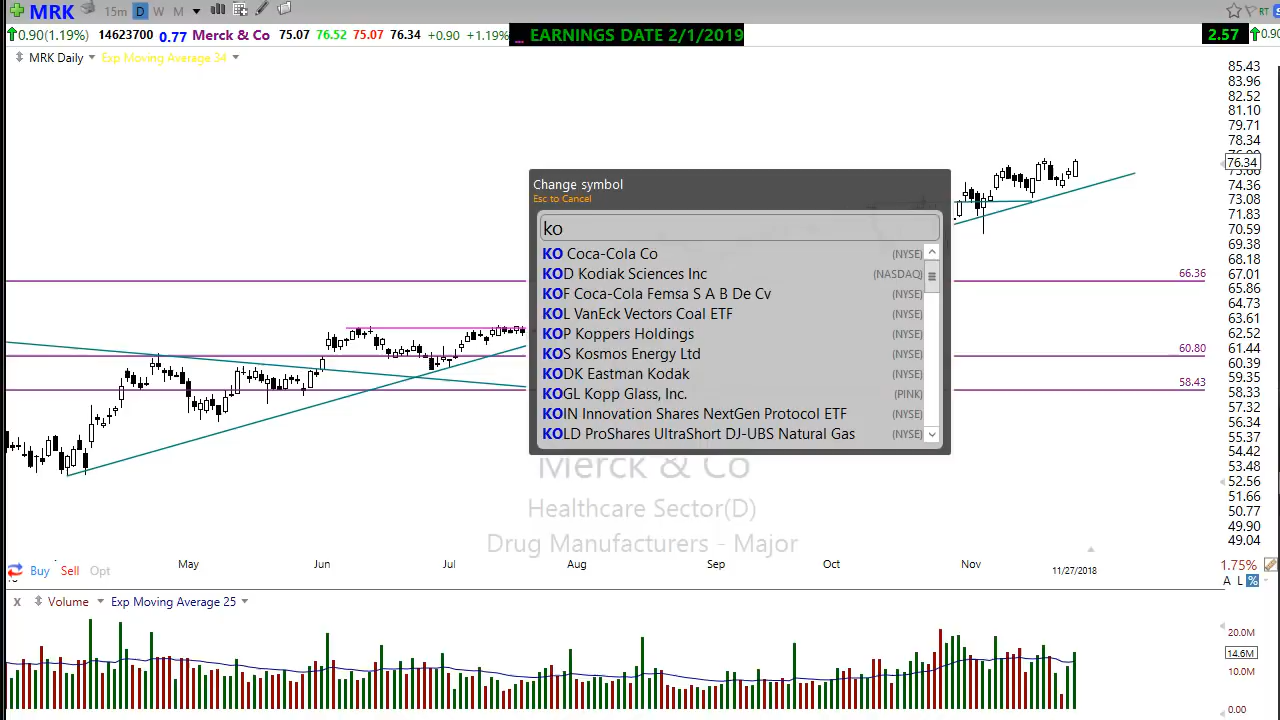 MRK 15m D W M RT
0.90(1.19%) 14623700 0.77 Merck & Co 75.07 76.52 75.07 76.34 +0.90 +1.19% _ EARNINGS DATE 2/1/2019 2.57 0.90
MRK Daily Exp Moving Average 34
85.43
83.96
82.52
81.10
79.71
78.34
76.34
74.36
73.08
71.83
70.59
69.38
68.18
67.01
65.86
64.73
63.61
62.52
61.44
60.39
59.35
58.33
57.32
56.34
55.37
54.42
53.48
52.56
51.66
50.77
49.90
49.04
66.36
60.80
58.43
Change symbol
Esc to Cancel
ko
KO Coca-Cola Co (NYSE)
KOD Kodiak Sciences Inc (NASDAQ)
KOF Coca-Cola Femsa S A B De Cv (NYSE)
KOL VanEck Vectors Coal ETF (NYSE)
KOP Koppers Holdings (NYSE)
KOS Kosmos Energy Ltd (NYSE)
KODK Eastman Kodak (NYSE)
KOGL Kopp Glass, Inc. (PINK)
KOIN Innovation Shares NextGen Protocol ETF (NYSE)
KOLD ProShares UltraShort DJ-UBS Natural Gas (NYSE)
Merck & Co
Healthcare Sector(D)
Drug Manufacturers - Major
May Jun Jul Aug Sep Oct Nov 11/27/2018
Buy Sell Opt 1.75%
A L %
x Volume Exp Moving Average 25
20.0M
14.6M
10.0M
0.00